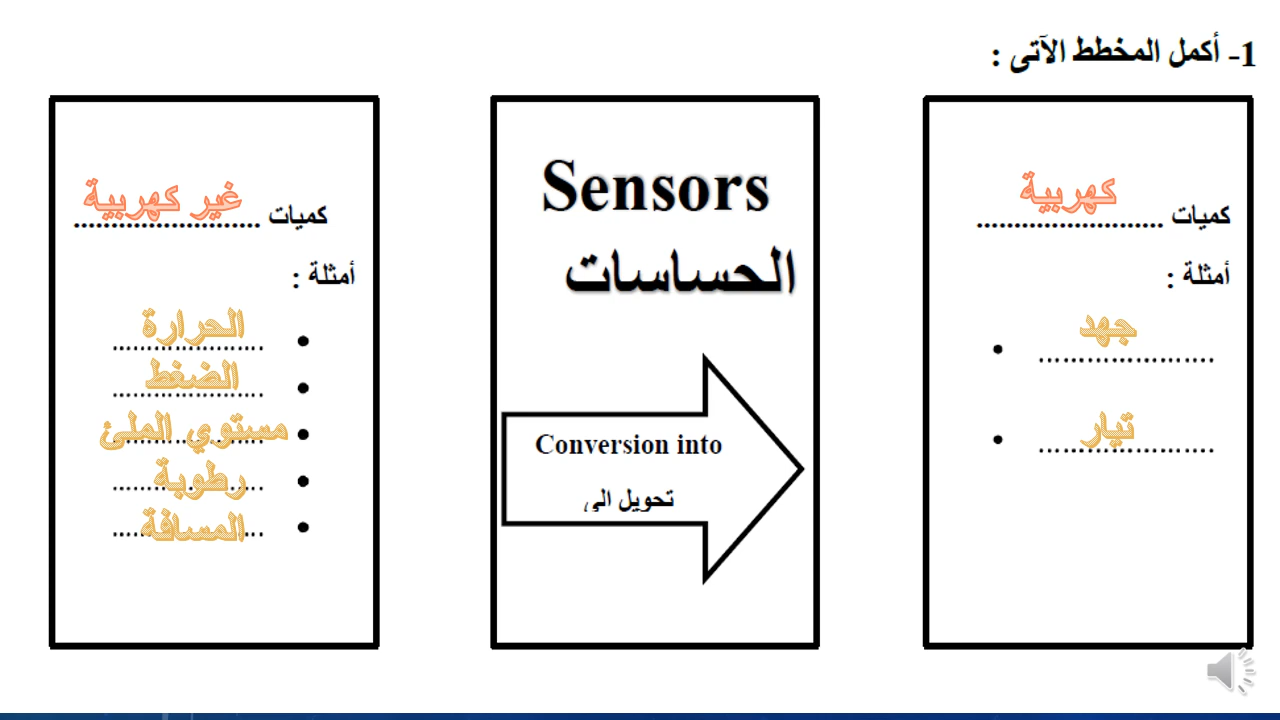 1- أكمل المخطط الآتى :
كميات كهربية
أمثلة :
جهد
تيار
Sensors
الحساسات
Conversion into
تحويل الى
كميات غير كهربية
أمثلة :
الحرارة
الضغط
مستوي الملئ
رطوبة
المسافة